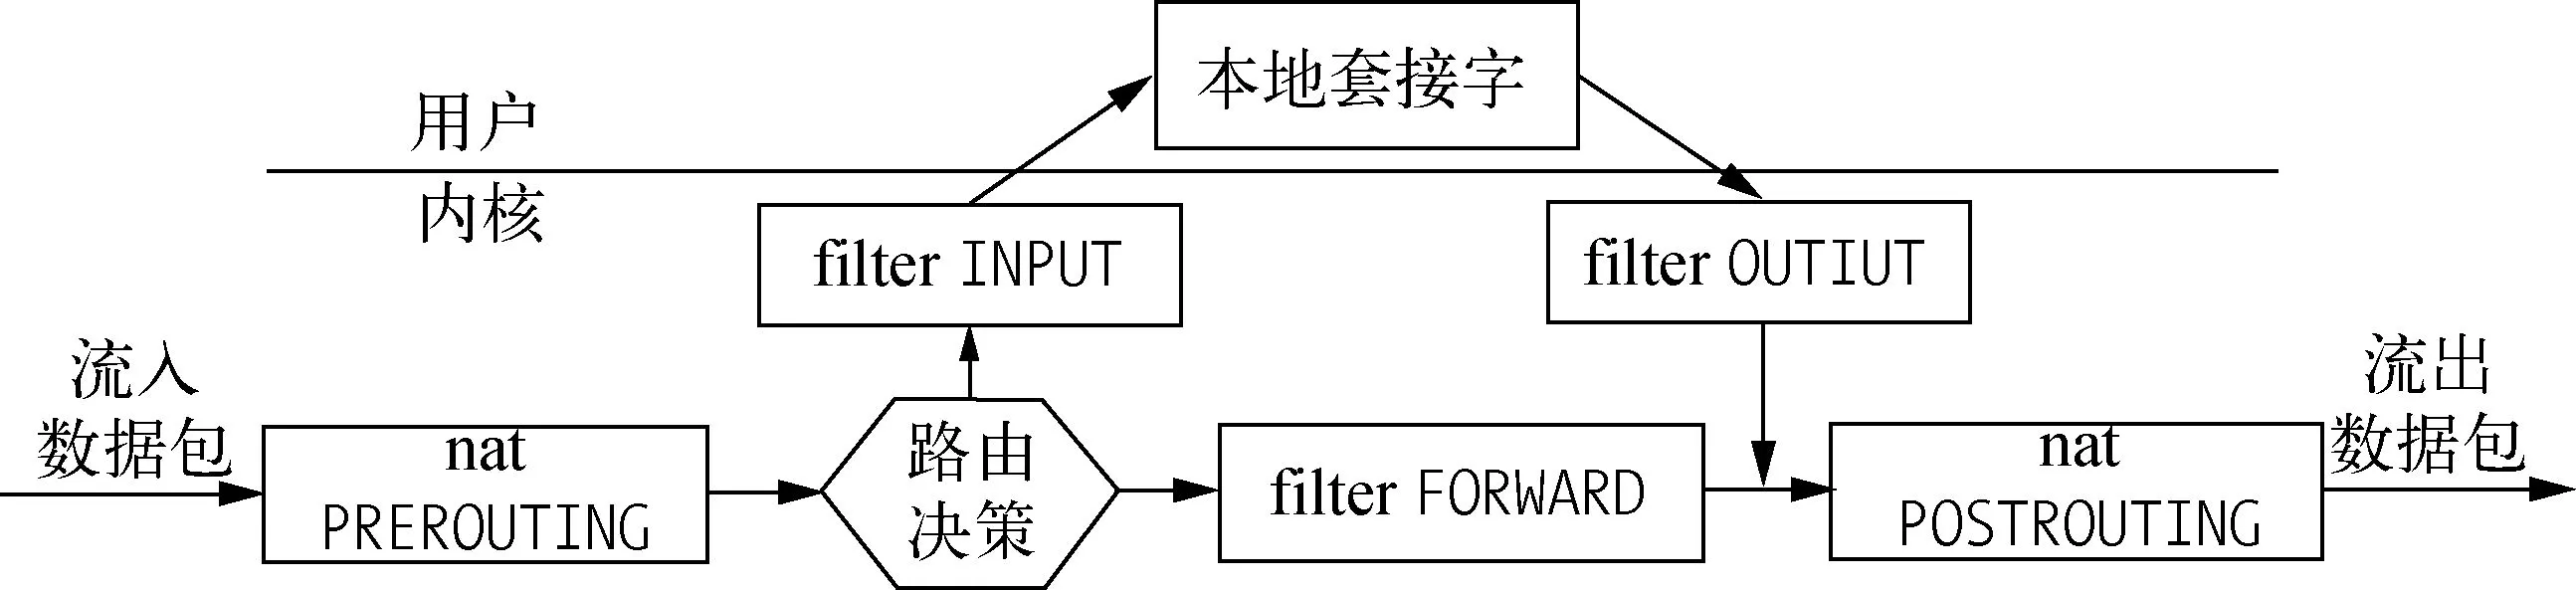 本地套接字
用户
内核
filter INPUT
filter OUTIUT
流入
数据包
nat
PREROUTING
路由
决策
filter FORWARD
nat
POSTROUTING
流出
数据包